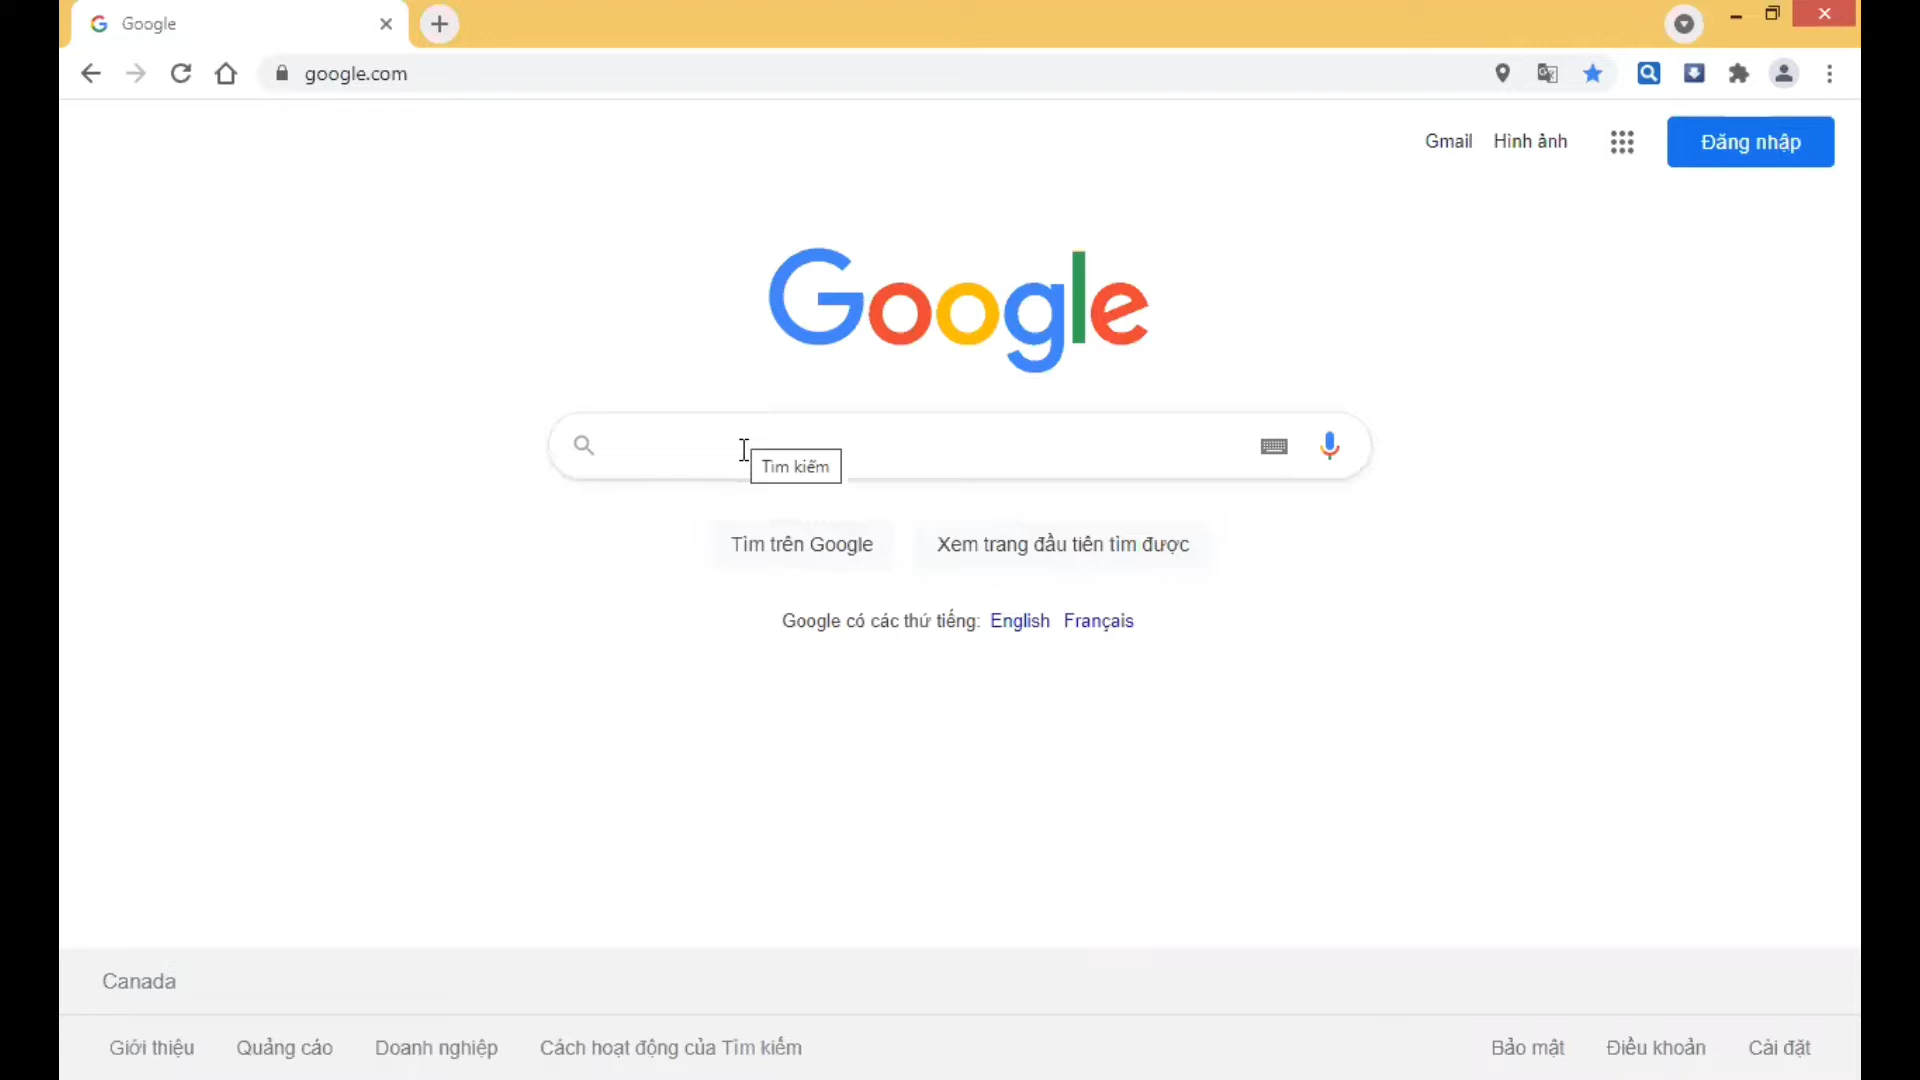 Google
google.com
Gmail Hình ảnh Đăng nhập
Google
Tìm kiếm
Tìm trên Google Xem trang đầu tiên tìm được
Google có các thứ tiếng: English Français
Canada
Giới thiệu Quảng cáo Doanh nghiệp Cách hoạt động của Tìm kiếm Bảo mật Điều khoản Cài đặt